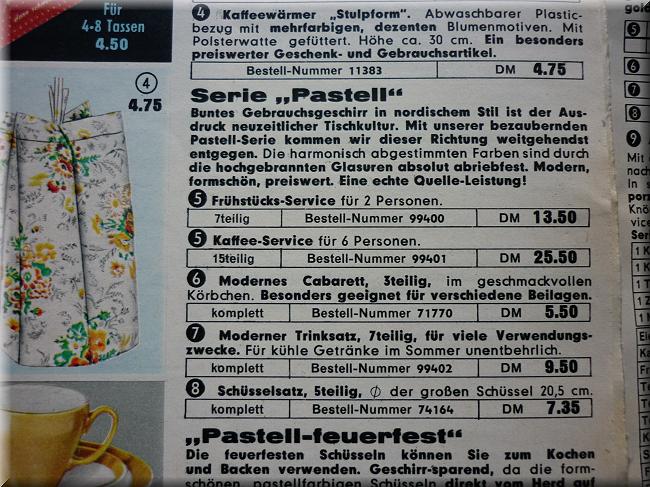 Für
4-8 Tassen
4.50
4
4.75
4 Kaffeewärmer „Stulpform". Abwaschbarer Plastic-
bezug mit mehrfarbigen, dezenten Blumenmotiven. Mit
Polsterwatte gefüttert. Höhe ca. 30 cm. Ein besonders
preiswerter Geschenk- und Gebrauchsartikel.
Bestell-Nummer 11383 DM 4.75
Serie „Pastell"
Buntes Gebrauchsgeschirr in nordischem Stil ist der Aus-
druck neuzeitlicher Tischkultur. Mit unserer bezaubernden
Pastell-Serie kommen wir dieser Richtung weitgehendst
entgegen. Die harmonisch abgestimmten Farben sind durch
die hochgebrannten Glasuren absolut abriebfest. Modern,
formschön, preiswert. Eine echte Quelle-Leistung!
5 Frühstücks-Service für 2 Personen.
7teilig Bestell-Nummer 99400 DM 13.50
5 Kaffee-Service für 6 Personen.
15teilig Bestell-Nummer 99401 DM 25.50
6 Modernes Cabarett, 3teilig, im geschmackvollen
Körbchen. Besonders geeignet für verschiedene Beilagen.
komplett Bestell-Nummer 71770 DM 5.50
7 Moderner Trinksatz, 7teilig, für viele Verwendungs-
zwecke. Für kühle Getränke im Sommer unentbehrlich.
komplett Bestell-Nummer 99402 DM 9.50
8 Schüsselsatz, 5teilig, ∅ der großen Schüssel 20,5 cm.
komplett Bestell-Nummer 74164 DM 7.35
„Pastell-feuerfest"
Die feuerfesten Schüsseln können Sie zum Kochen
und Backen verwenden. Geschirr-sparend, da die form-
schönen, pastellfarbigen Schüsseln direkt vom Herd auf